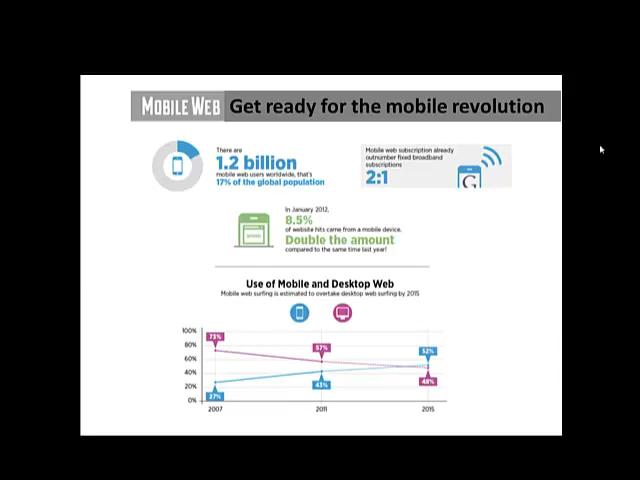 MOBILE WEB Get ready for the mobile revolution
There are
1.2 billion
mobile web users worldwide, that's
17% of the global population
Mobile web subscription already
outnumber fixed broadband
subscriptions
2:1
G
In January 2012,
8.5%
of website hits came from a mobile device.
Double the amount
compared to the same time last year!
Use of Mobile and Desktop Web
Mobile web surfing is estimated to overtake desktop web surfing by 2015
100%
80%
60%
40%
20%
0%
73%
57%
52%
27%
43%
48%
2007
2011
2015